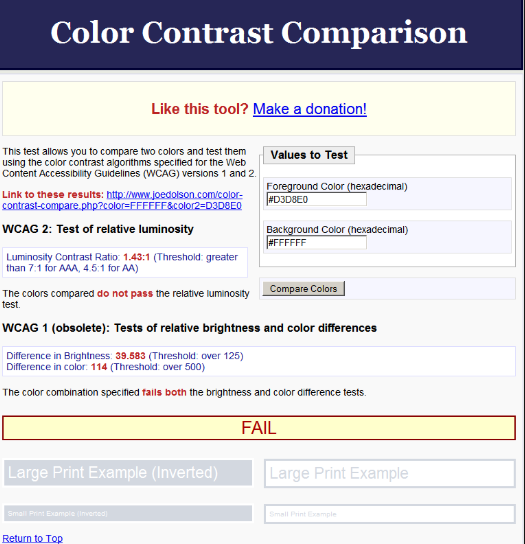 Color Contrast Comparison
Like this tool? Make a donation!
This test allows you to compare two colors and test them
using the color contrast algorithms specified for the Web
Content Accessibility Guidelines (WCAG) versions 1 and 2.
Link to these results: http://www.joedolson.com/color-
contrast-compare.php?color=FFFFFF&color2=D3D8E0
Values to Test
Foreground Color (hexadecimal)
#D3D8E0
Background Color (hexadecimal)
#FFFFFF
Compare Colors
WCAG 2: Test of relative luminosity
Luminosity Contrast Ratio: 1.43:1 (Threshold: greater
than 7:1 for AAA, 4.5:1 for AA)
The colors compared do not pass the relative luminosity
test.
WCAG 1 (obsolete): Tests of relative brightness and color differences
Difference in Brightness: 39.583 (Threshold: over 125)
Difference in color: 114 (Threshold: over 500)
The color combination specified fails both the brightness and color difference tests.
FAIL
Large Print Example (Inverted)
Large Print Example
Small Print Example (Inverted)
Small Print Example
Return to Top